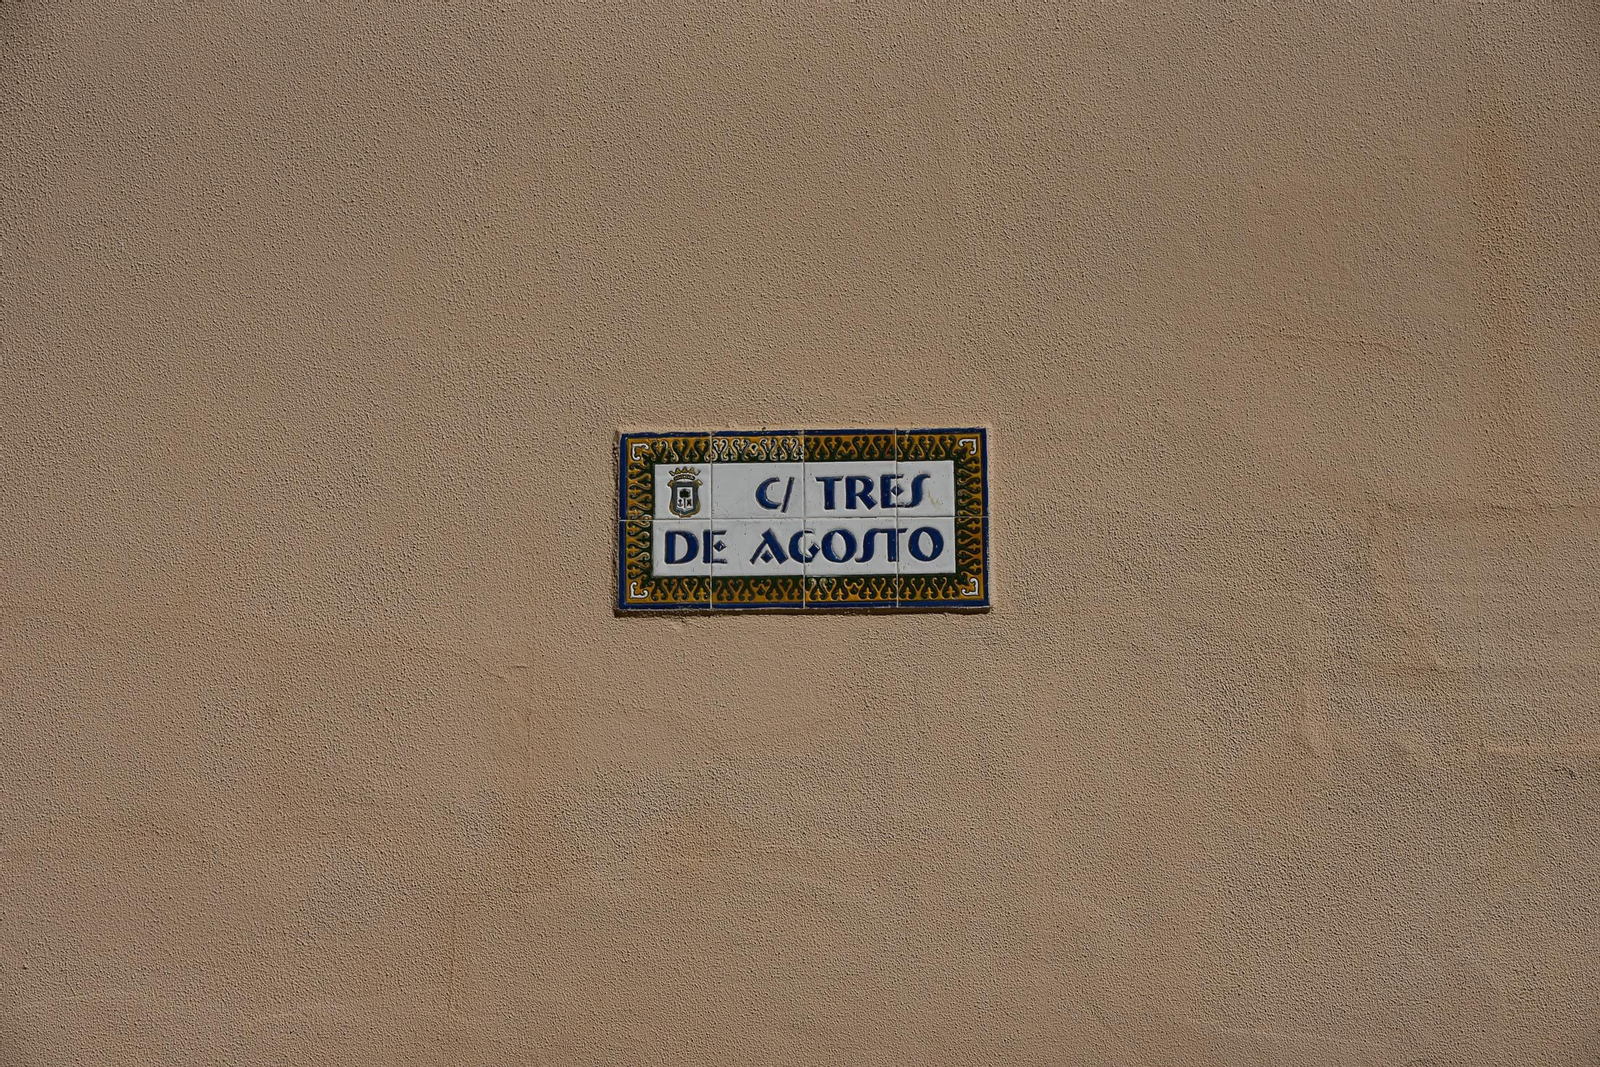 C/ TRES
DE AGOSTO